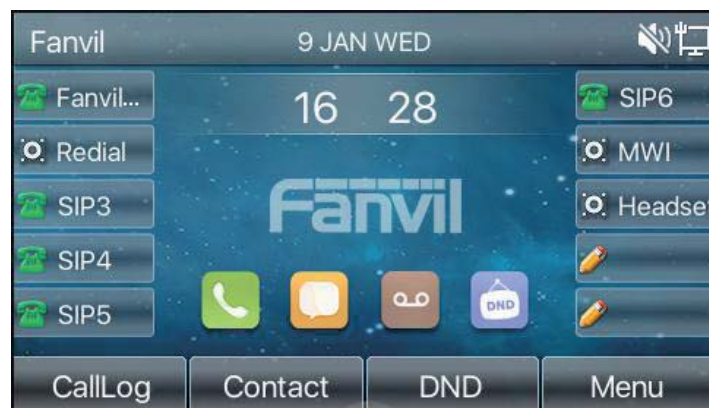 Fanvil 9 JAN WED
Fanvil... 16 28 SIP6
Redial MWI
SIP3 Fanvil Headse
SIP4
SIP5 DND
CallLog Contact DND Menu